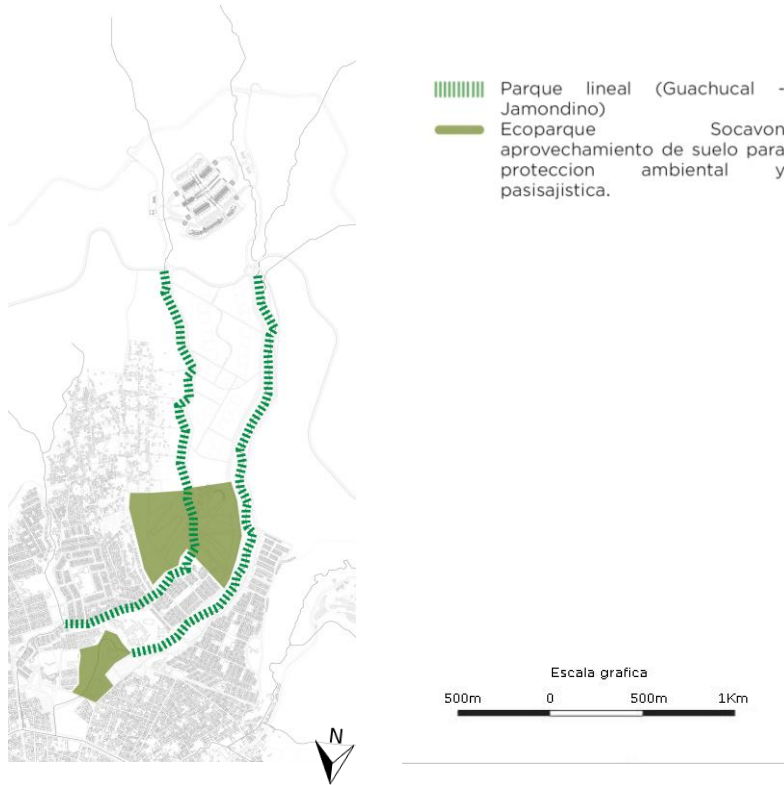 Parque lineal (Guachucal -
Jamondino)
Ecoparque Socavon
aprovechamiento de suelo para
proteccion ambiental y
pasisajistica.
Escala grafica
500m 0 500m 1Km
N